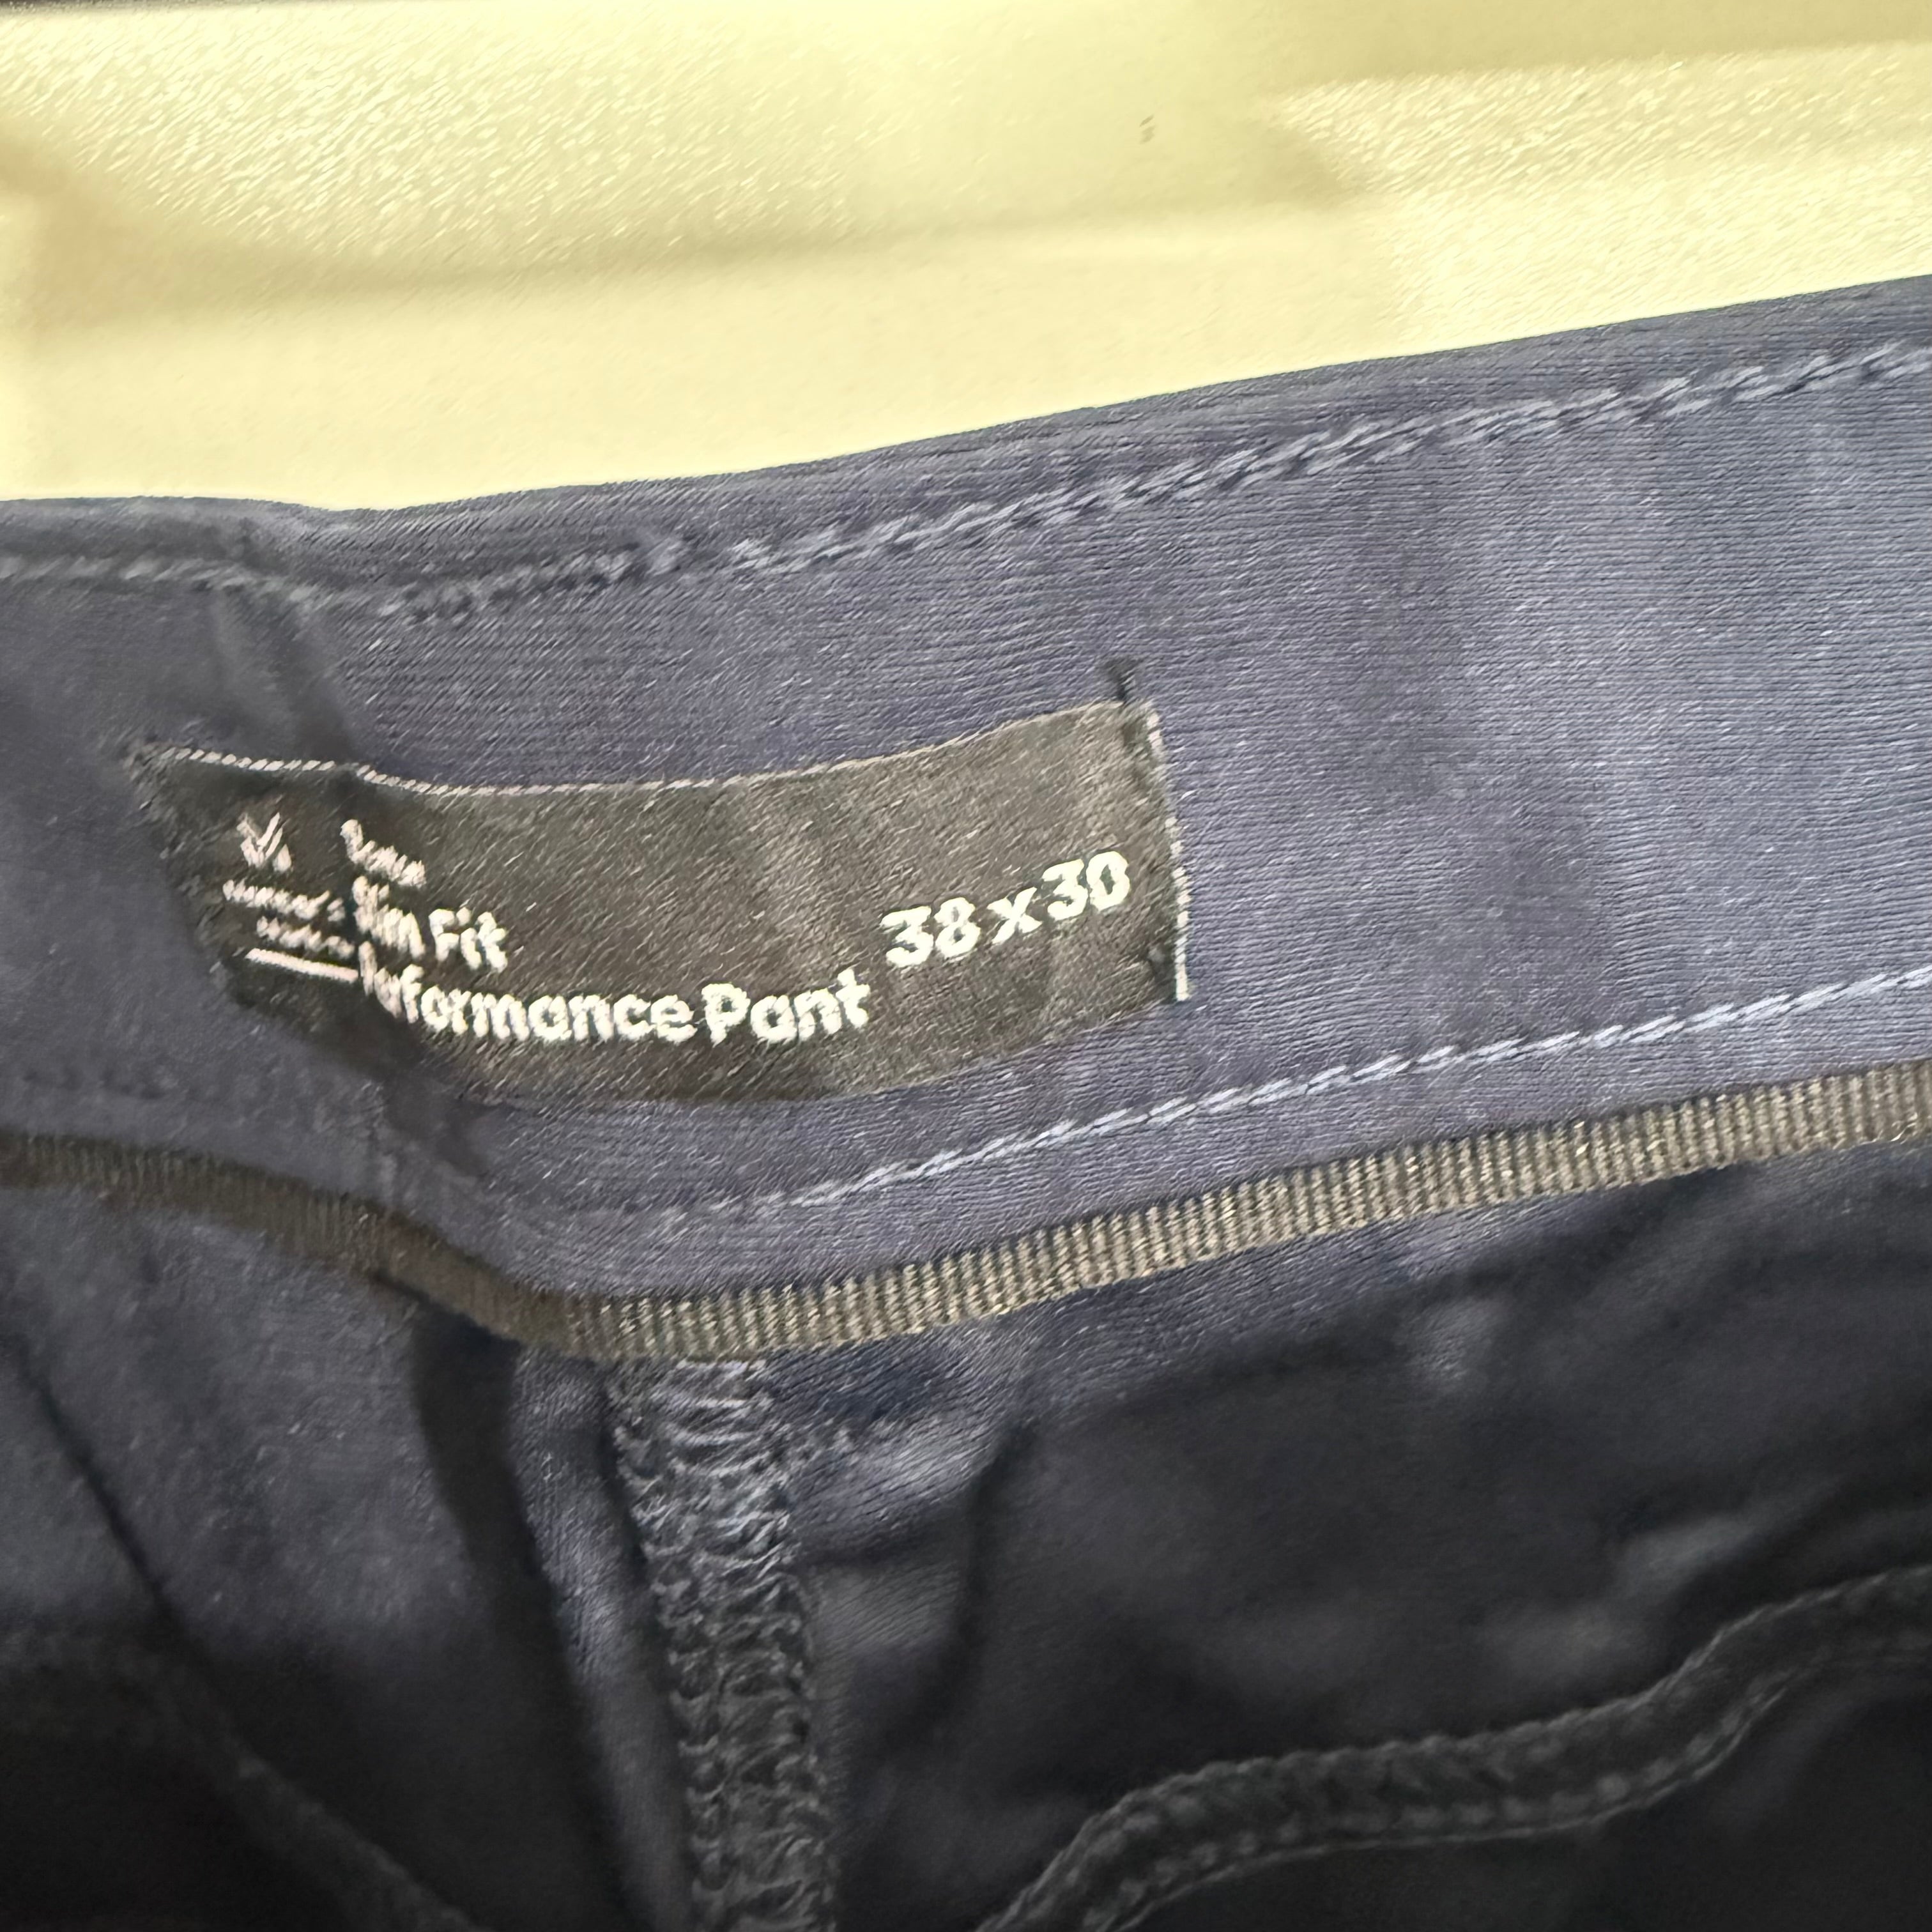 Slim Fit
Performance Pant
38 x 30